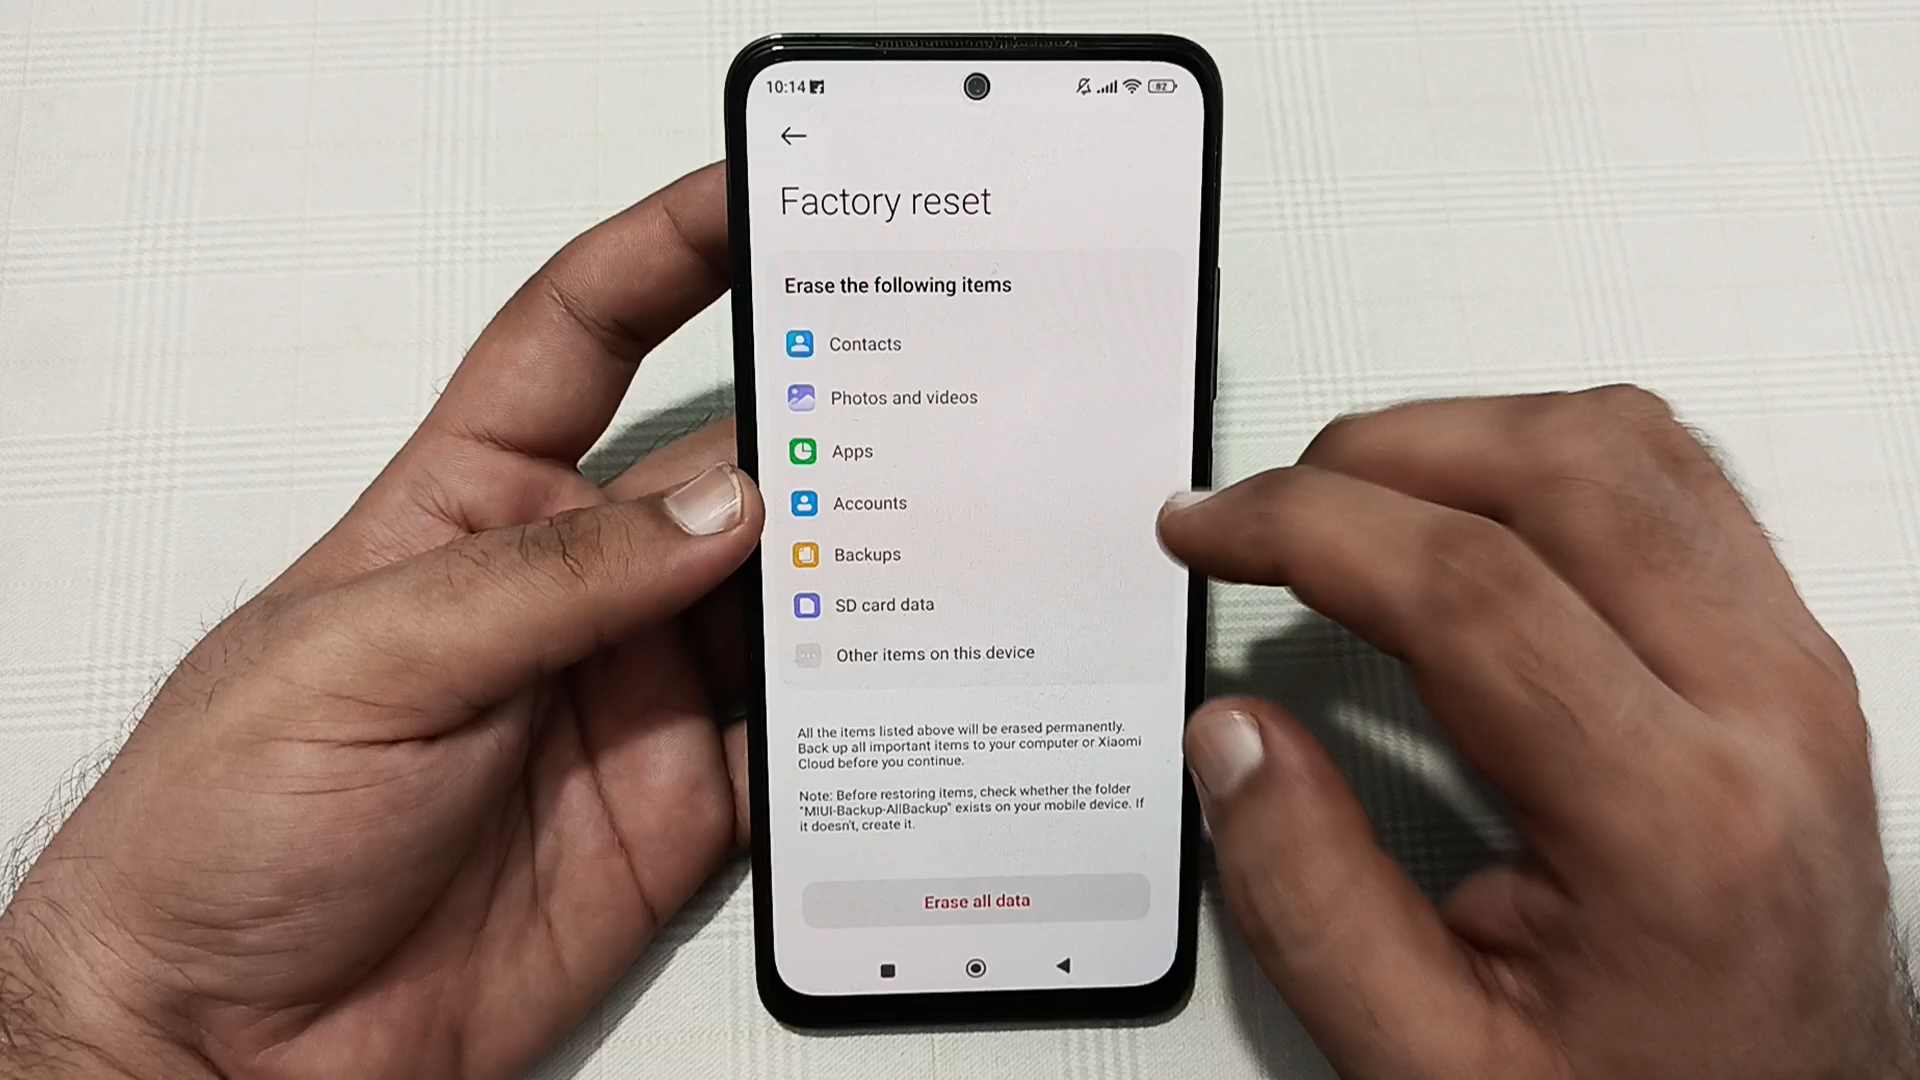 10:14
82
Factory reset
Erase the following items
Contacts
Photos and videos
Apps
Accounts
Backups
SD card data
Other items on this device
All the items listed above will be erased permanently.
Back up all important items to your computer or Xiaomi
Cloud before you continue.
Note: Before restoring items, check whether the folder
"MIUI-Backup-AllBackup" exists on your mobile device. If
it doesn't, create it.
Erase all data